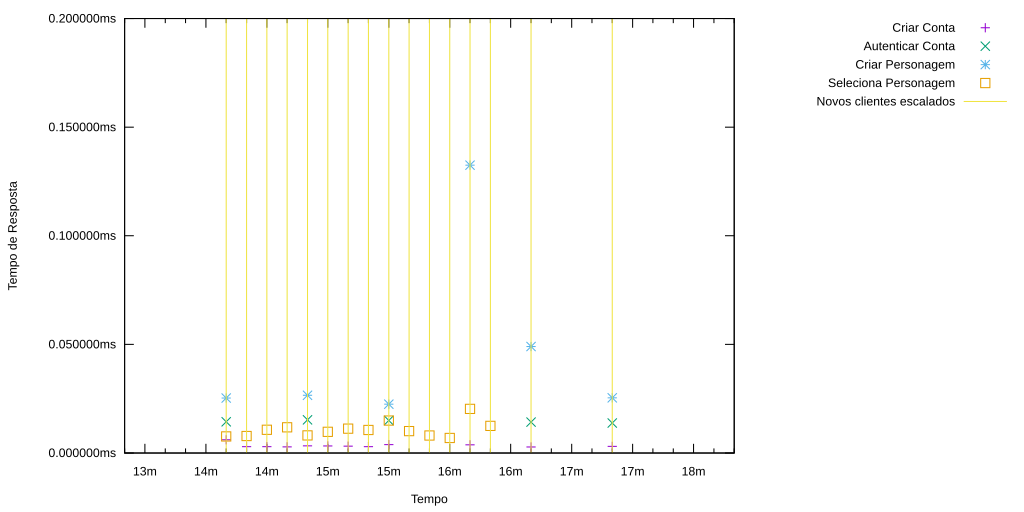 0.200000ms
0.150000ms
0.100000ms
0.050000ms
0.000000ms
Tempo de Resposta
13m 14m 14m 15m 15m 16m 16m 17m 17m 18m
Tempo
Criar Conta
Autenticar Conta
Criar Personagem
Seleciona Personagem
Novos clientes escalados